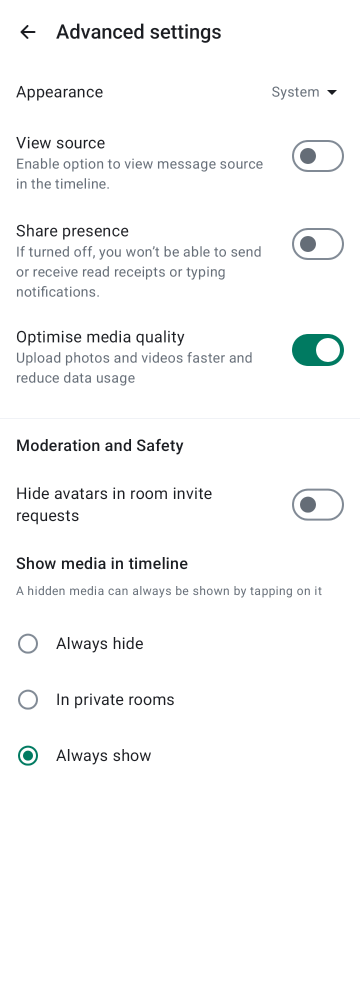 Advanced settings
Appearance
System
View source
Enable option to view message source
in the timeline.
Share presence
If turned off, you won’t be able to send
or receive read receipts or typing
notifications.
Optimise media quality
Upload photos and videos faster and
reduce data usage
Moderation and Safety
Hide avatars in room invite
requests
Show media in timeline
A hidden media can always be shown by tapping on it
Always hide
In private rooms
Always show